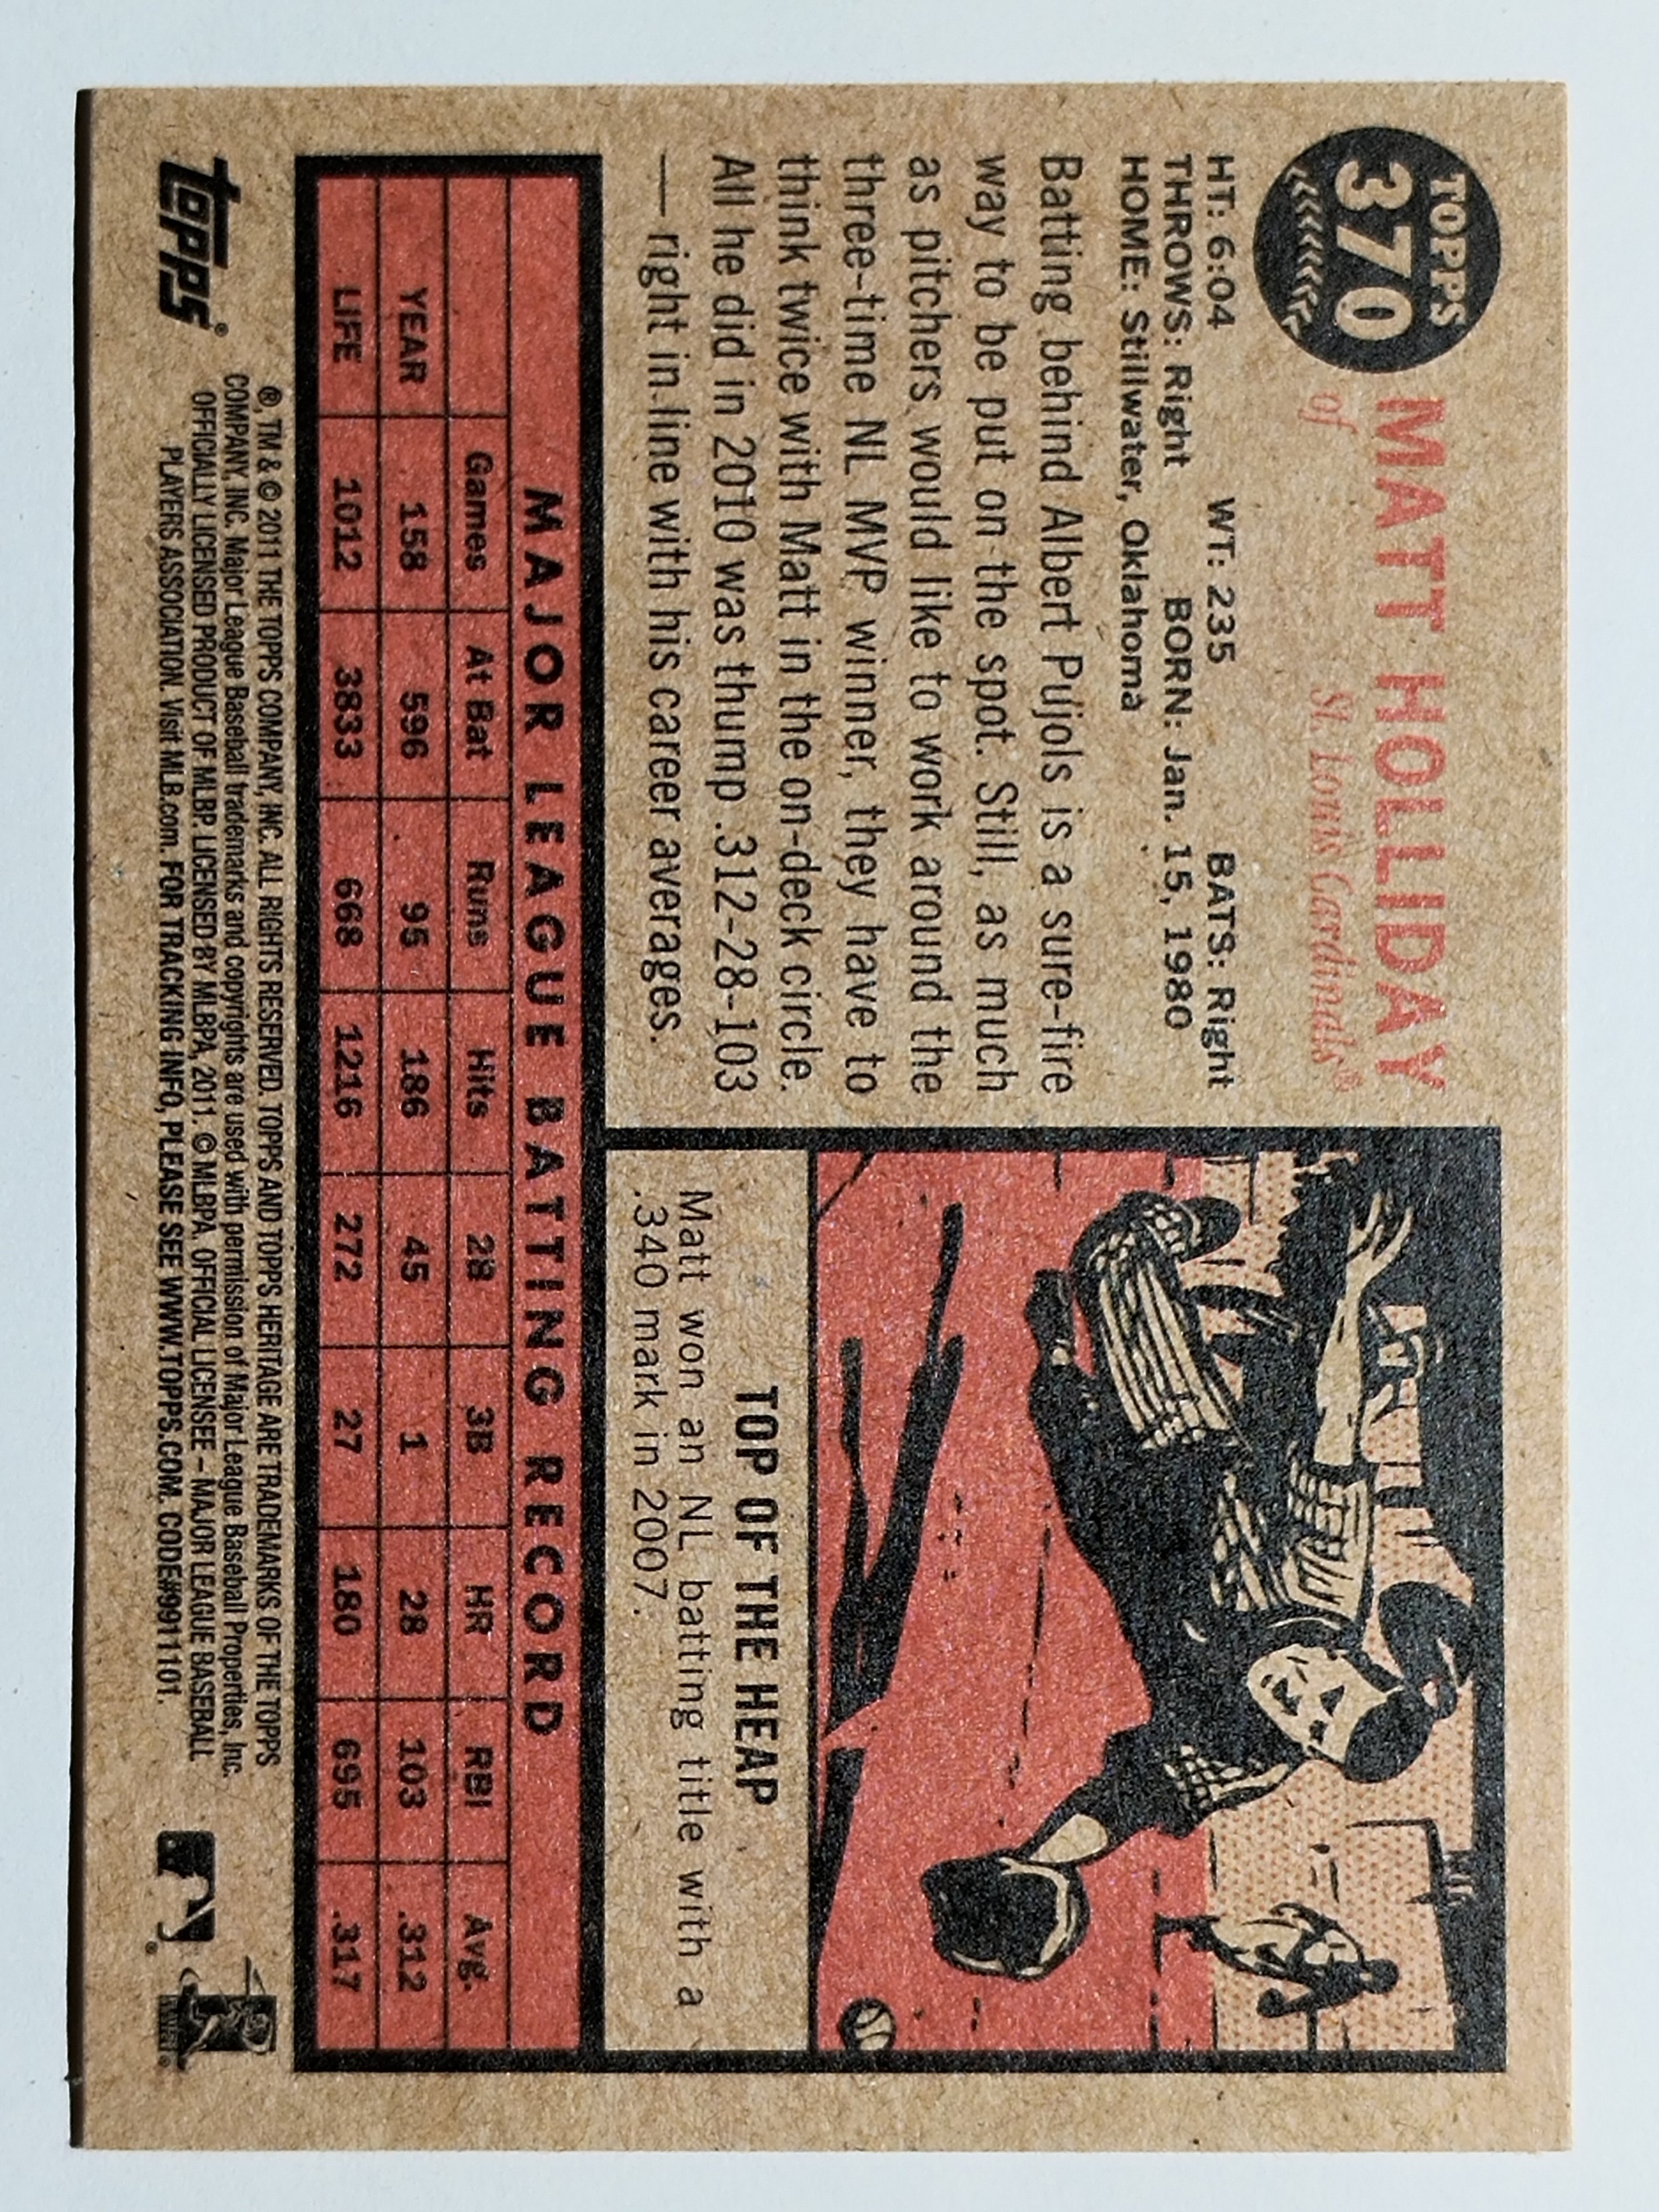 TOPPS
370
MATT HOLLIDAY
of St. Louis Cardinals®
HT: 6:04 WT: 235 BATS: Right
THROWS: Right BORN: Jan. 15, 1980
HOME: Stillwater, Oklahoma
Batting behind Albert Pujols is a sure-fire
way to be put on the spot. Still, as much
as pitchers would like to work around the
three-time NL MVP winner, they have to
think twice with Matt in the on-deck circle.
All he did in 2010 was thump .312-28-103
— right in line with his career averages.
TOP OF THE HEAP
Matt won an NL batting title with a
.340 mark in 2007.
MAJOR LEAGUE BATTING RECORD
Games At Bat Runs Hits 2B 3B HR RBI Avg.
YEAR 158 596 95 186 45 1 28 103 .312
LIFE 1012 3833 668 1216 272 27 180 695 .317
topps®
®, TM & © 2011 THE TOPPS COMPANY, INC. ALL RIGHTS RESERVED. TOPPS AND TOPPS HERITAGE ARE TRADEMARKS OF THE TOPPS
COMPANY, INC. Major League Baseball trademarks and copyrights are used with permission of Major League Baseball Properties, Inc.
OFFICIALLY LICENSED PRODUCT OF MLBP. LICENSED BY MLBPA, 2011. © MLBPA. OFFICIAL LICENSEE – MAJOR LEAGUE BASEBALL
PLAYERS ASSOCIATION. Visit MLB.com. FOR TRACKING INFO, PLEASE SEE WWW.TOPPS.COM. CODE#991101.